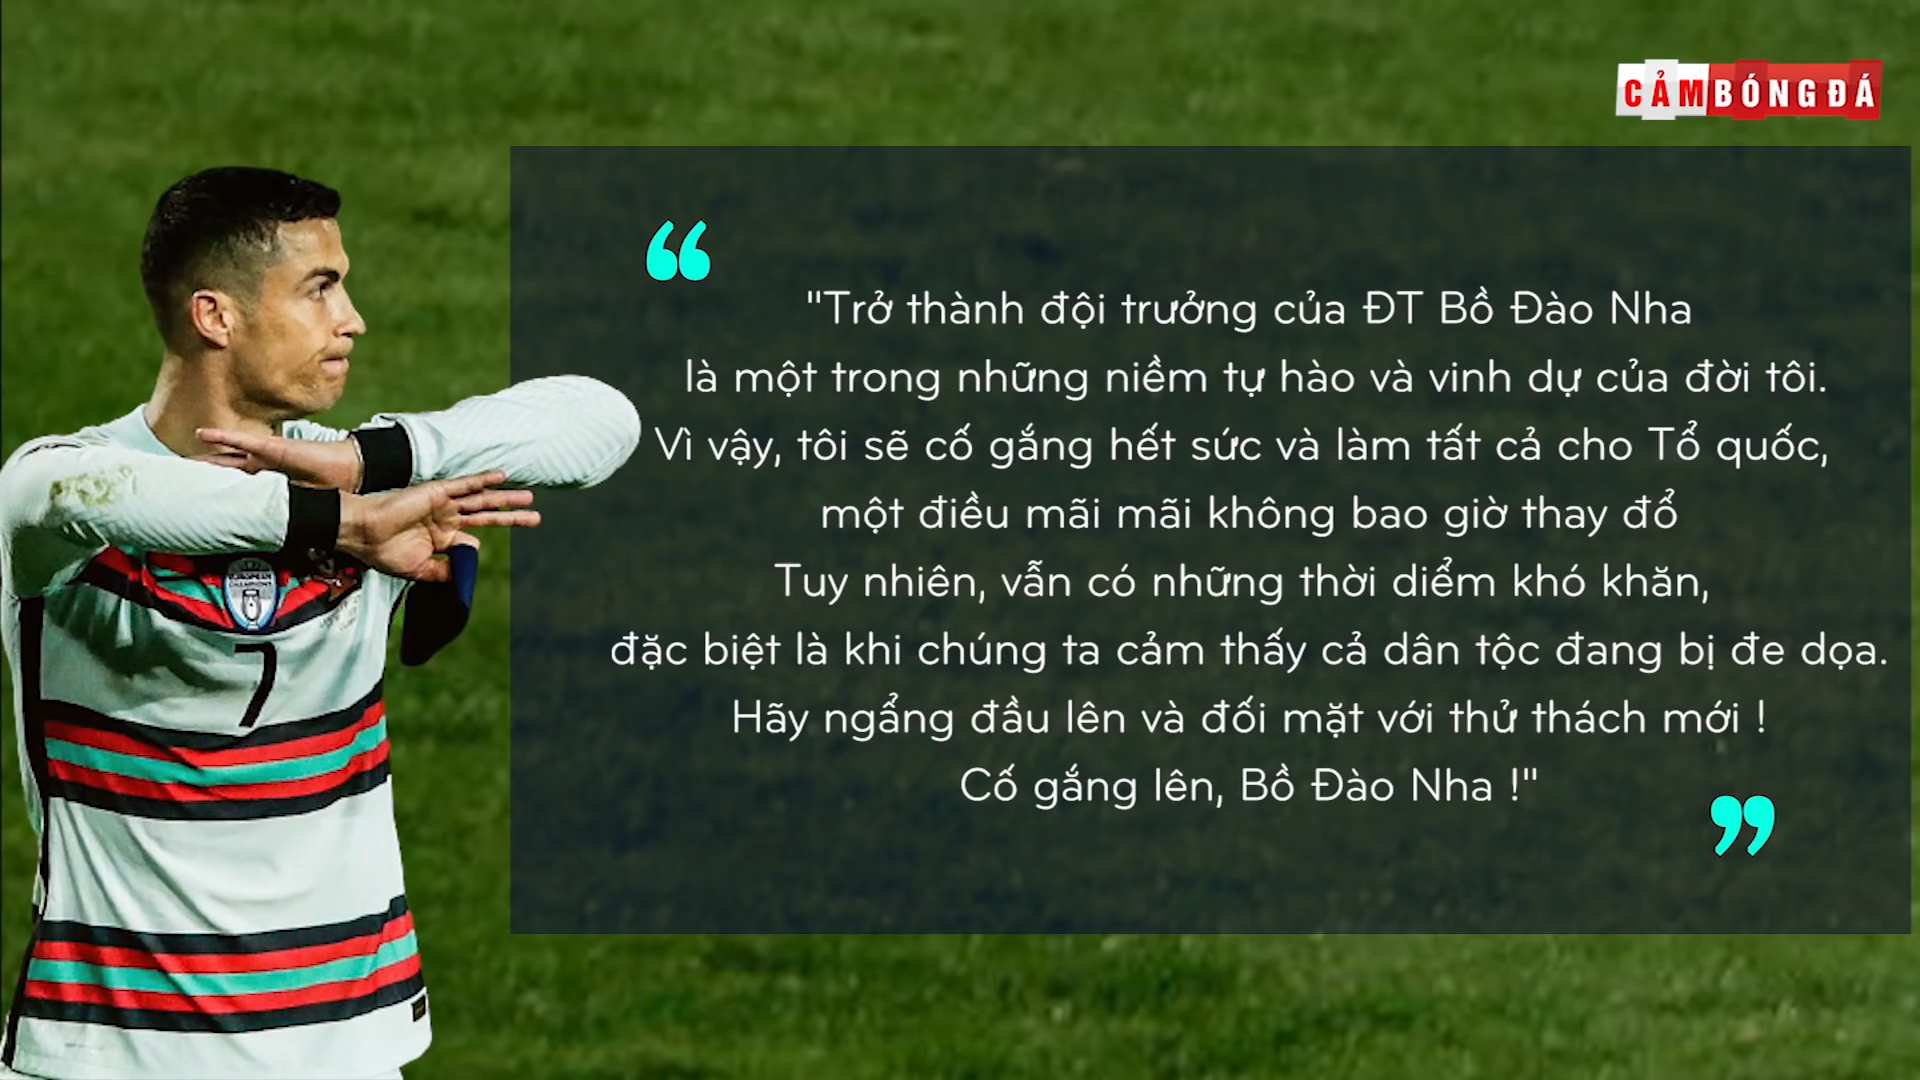 CẢMBÓNGĐÁ
"Trở thành đội trưởng của ĐT Bồ Đào Nha
là một trong những niềm tự hào và vinh dự của đời tôi.
Vì vậy, tôi sẽ cố gắng hết sức và làm tất cả cho Tổ quốc,
một điều mãi mãi không bao giờ thay đổ
Tuy nhiên, vẫn có những thời diểm khó khăn,
đặc biệt là khi chúng ta cảm thấy cả dân tộc đang bị đe dọa.
Hãy ngẩng đầu lên và đối mặt với thử thách mới !
Cố gắng lên, Bồ Đào Nha !"
EUROPEAN
CHAMPIONS
7